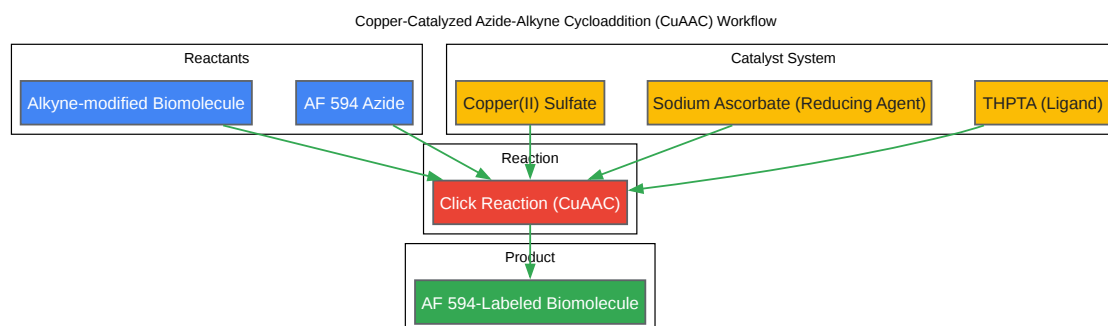 Copper-Catalyzed Azide-Alkyne Cycloaddition (CuAAC) Workflow
Reactants
Catalyst System
Alkyne-modified Biomolecule
AF 594 Azide
Copper(II) Sulfate
Sodium Ascorbate (Reducing Agent)
THPTA (Ligand)
Reaction
Click Reaction (CuAAC)
Product
AF 594-Labeled Biomolecule